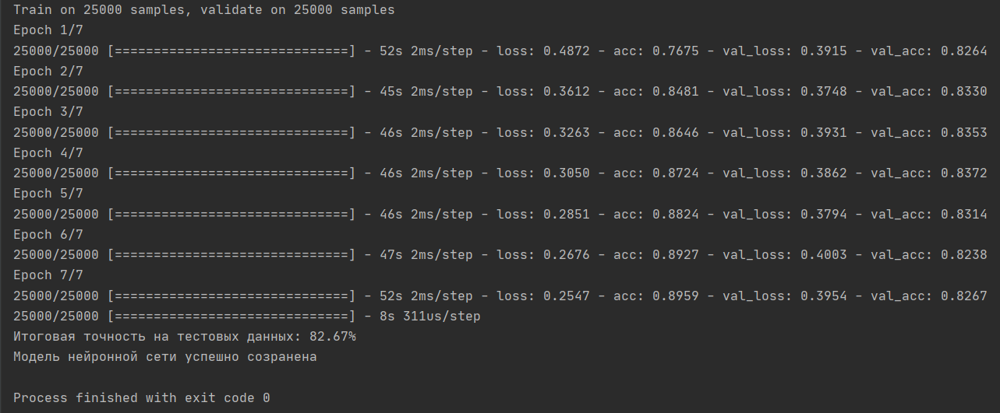 Train on 25000 samples, validate on 25000 samples
Epoch 1/7
25000/25000 [==============================] - 52s 2ms/step - loss: 0.4872 - acc: 0.7675 - val_loss: 0.3915 - val_acc: 0.8264
Epoch 2/7
25000/25000 [==============================] - 45s 2ms/step - loss: 0.3612 - acc: 0.8481 - val_loss: 0.3748 - val_acc: 0.8330
Epoch 3/7
25000/25000 [==============================] - 46s 2ms/step - loss: 0.3263 - acc: 0.8646 - val_loss: 0.3931 - val_acc: 0.8353
Epoch 4/7
25000/25000 [==============================] - 46s 2ms/step - loss: 0.3050 - acc: 0.8724 - val_loss: 0.3862 - val_acc: 0.8372
Epoch 5/7
25000/25000 [==============================] - 46s 2ms/step - loss: 0.2851 - acc: 0.8824 - val_loss: 0.3794 - val_acc: 0.8314
Epoch 6/7
25000/25000 [==============================] - 47s 2ms/step - loss: 0.2676 - acc: 0.8927 - val_loss: 0.4003 - val_acc: 0.8238
Epoch 7/7
25000/25000 [==============================] - 52s 2ms/step - loss: 0.2547 - acc: 0.8959 - val_loss: 0.3954 - val_acc: 0.8267
25000/25000 [==============================] - 8s 311us/step
Итоговая точность на тестовых данных: 82.67%
Модель нейронной сети успешно созранена
Process finished with exit code 0